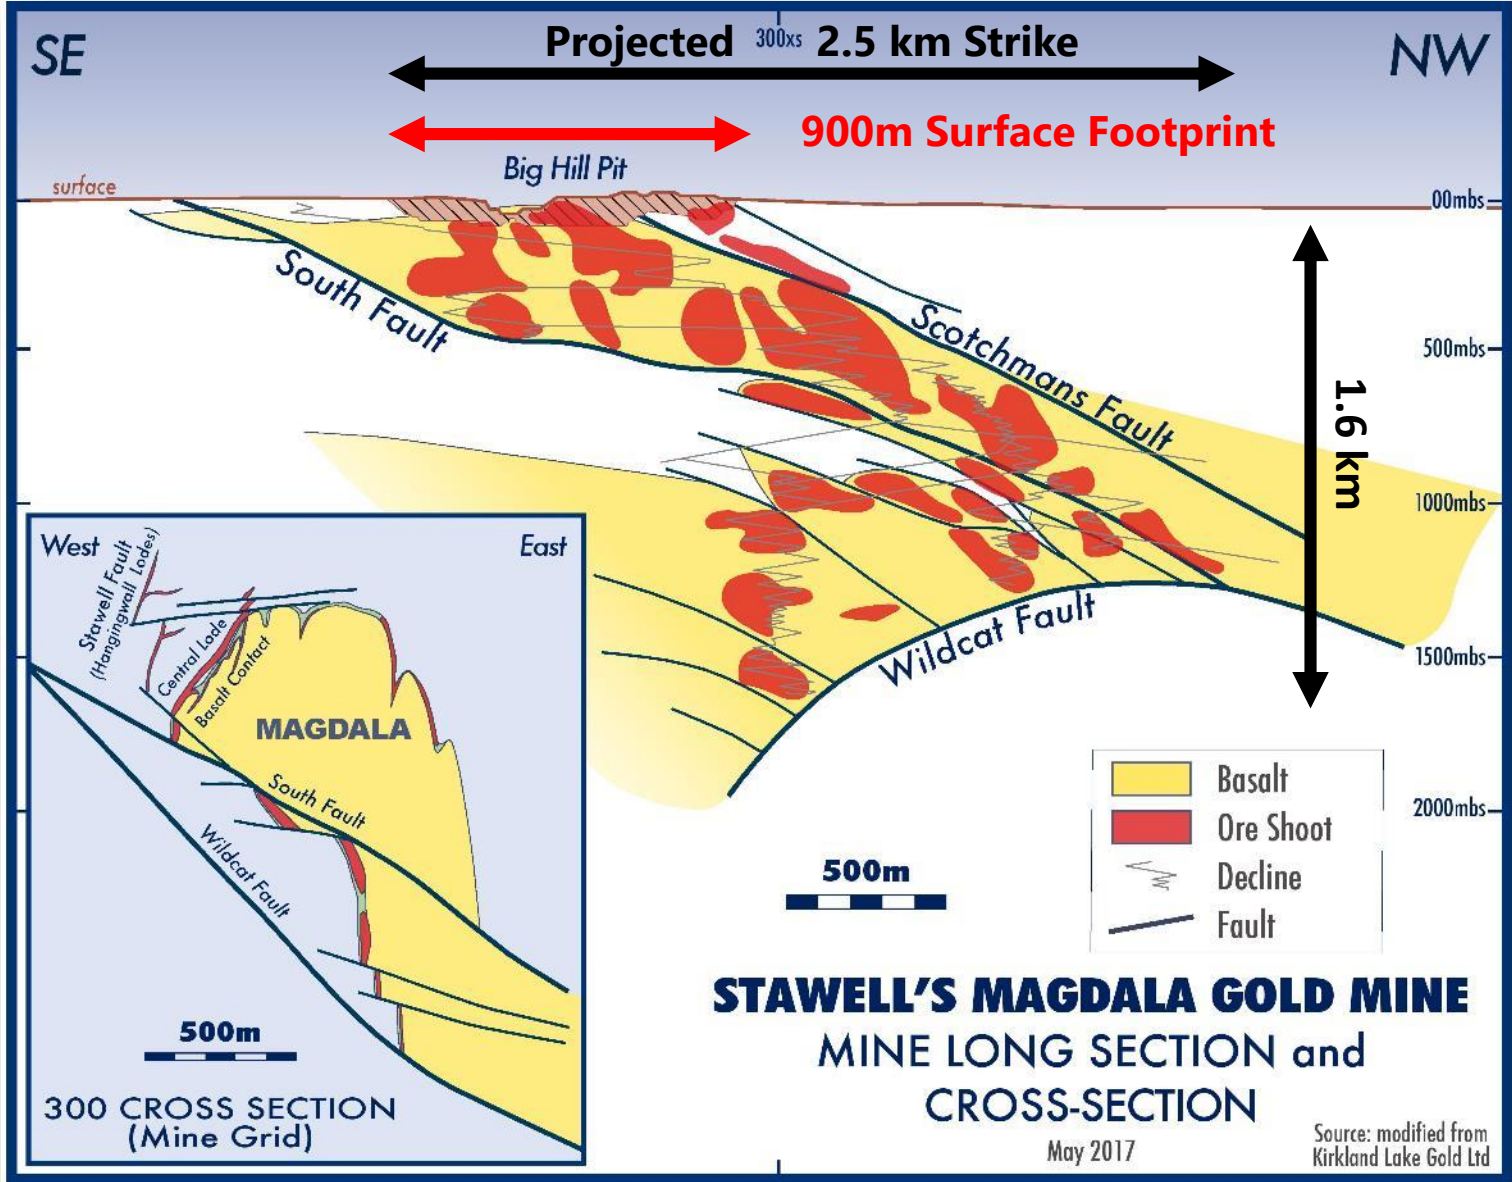 SE
Projected 300xs 2.5 km Strike
NW
900m Surface Footprint
Big Hill Pit
surface
00mbs
South Fault
Scotchmans Fault
500mbs
1.6 km
1000mbs
Wildcat Fault
1500mbs
2000mbs
West
East
Stawell Fault
(Hangingwall Lodes)
Central Lode
Basalt Contact
MAGDALA
South Fault
Wildcat Fault
500m
300 CROSS SECTION
(Mine Grid)
Basalt
Ore Shoot
Decline
Fault
500m
STAWELL'S MAGDALA GOLD MINE
MINE LONG SECTION and
CROSS-SECTION
May 2017
Source: modified from
Kirkland Lake Gold Ltd